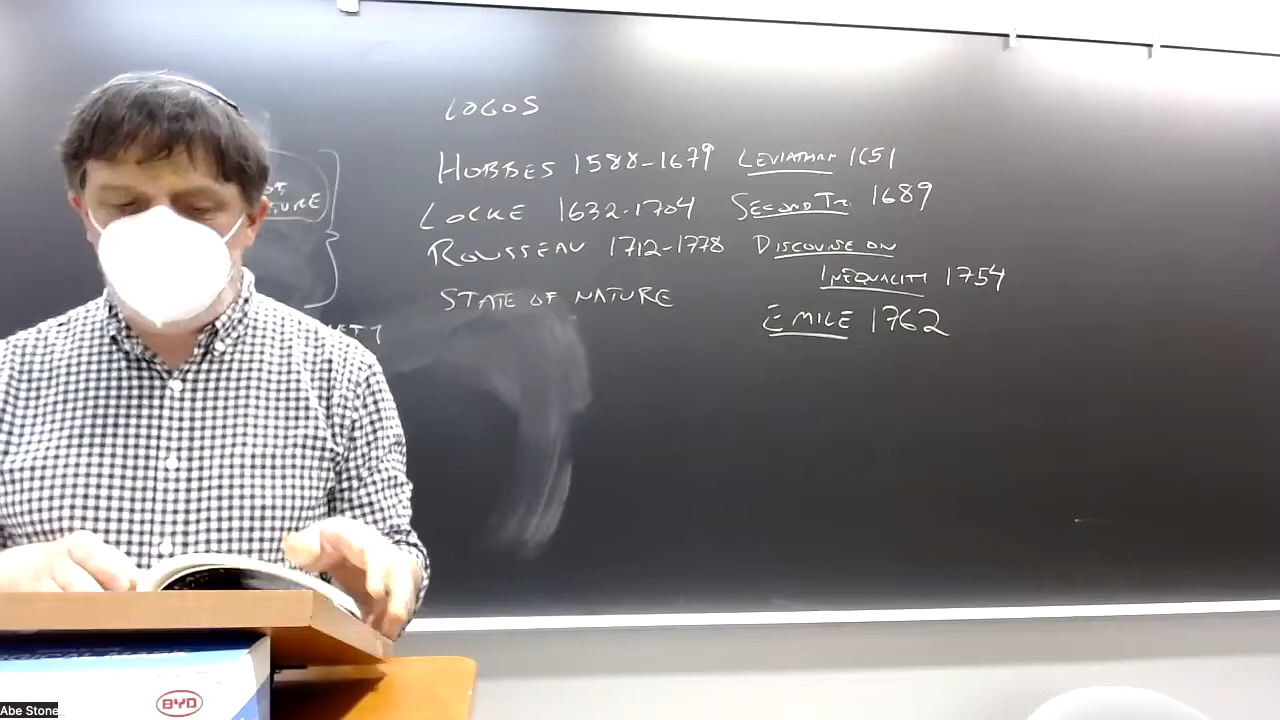 LOGOS
HOBBES 1588-1679 LEVIATHAN 1651
LOCKE 1632-1704 SECOND TR. 1689
ROUSSEAU 1712-1778 DISCOURSE ON
INEQUALITY 1754
STATE OF NATURE
EMILE 1762
OF
BYD
Abe Stone